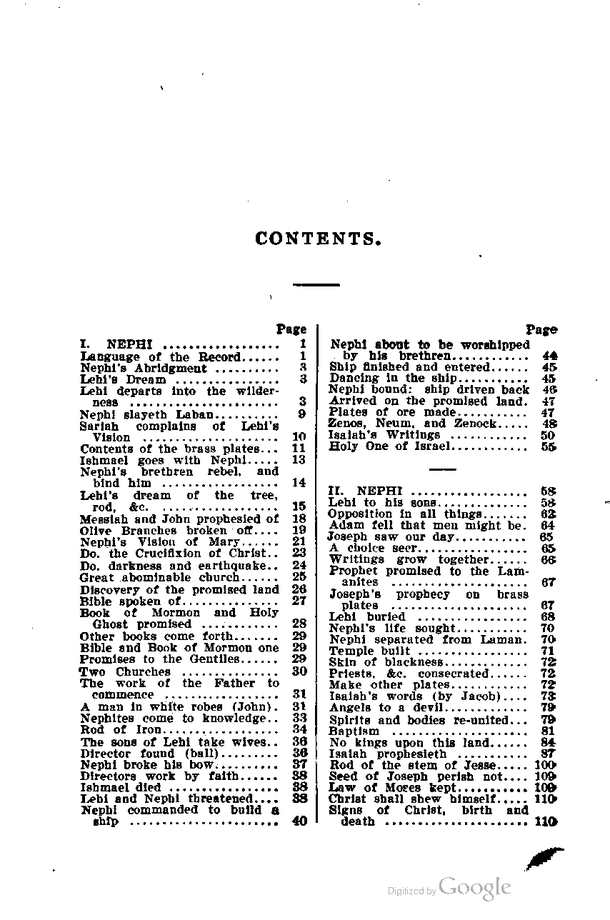 CONTENTS.
Page
I. NEPHI .................. 1
Language of the Record...... 1
Nephi's Abridgment .......... 3
Lehi's Dream ................ 3
Lehi departs into the wilder-
ness ....................... 3
Nephi slayeth Laban.......... 9
Sariah complains of Lehi's
Vision ..................... 10
Contents of the brass plates... 11
Ishmael goes with Nephi..... 13
Nephi's brethren rebel, and
bind him .................. 14
Lehi's dream of the tree,
rod, &c. .................. 15
Messiah and John prophesied of 18
Olive Branches broken off.... 19
Nephi's Vision of Mary...... 21
Do. the Crucifixion of Christ.. 23
Do. darkness and earthquake.. 24
Great abominable church...... 25
Discovery of the promised land 26
Bible spoken of............... 27
Book of Mormon and Holy
Ghost promised ............ 28
Other books come forth....... 29
Bible and Book of Mormon one 29
Promises to the Gentiles...... 29
Two Churches ............... 30
The work of the Father to
commence ................. 31
A man in white robes (John). 31
Nephites come to knowledge.. 33
Rod of Iron.................. 34
The sons of Lehi take wives.. 36
Director found (ball)......... 36
Nephi broke his bow.......... 37
Directors work by faith...... 38
Ishmael died ................. 38
Lehi and Nephi threatened.... 38
Nephi commanded to build a
ship ....................... 40
Page
Nephi about to be worshipped
by his brethren............ 44
Ship finished and entered...... 45
Dancing in the ship........... 45
Nephi bound: ship driven back 46
Arrived on the promised land. 47
Plates of ore made........... 47
Zenos, Neum, and Zenock..... 48
Isaiah's Writings ............ 50
Holy One of Israel............ 55
II. NEPHI .................. 58
Lehi to his sons.............. 58
Opposition in all things....... 62
Adam fell that men might be. 64
Joseph saw our day........... 65
A choice seer................. 65
Writings grow together...... 66
Prophet promised to the Lam-
anites ..................... 67
Joseph's prophecy on brass
plates ..................... 67
Lehi buried .................. 68
Nephi's life sought........... 70
Nephi separated from Laman. 70
Temple built ................. 71
Skin of blackness............. 72
Priests, &c. consecrated...... 72
Make other plates............ 72
Isaiah's words (by Jacob).... 73
Angels to a devil............. 79
Spirits and bodies re-united... 79
Baptism ..................... 81
No kings upon this land...... 84
Isaiah prophesieth ........... 87
Rod of the stem of Jesse..... 100
Seed of Joseph perish not.... 109
Law of Moses kept........... 109
Christ shall shew himself..... 110
Signs of Christ, birth and
death ...................... 110
Digitized by Google